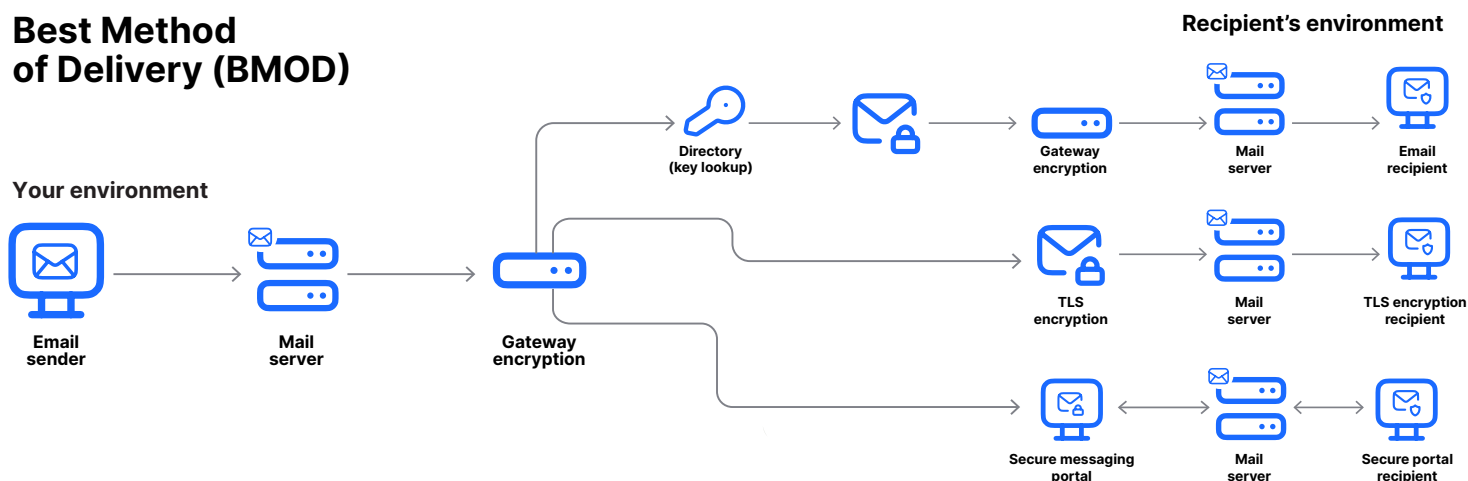 Best Method
of Delivery (BMOD)
Recipient's environment
Directory
(key lookup)
Gateway
encryption
Mail
server
Email
recipient
Your environment
Email
sender
Mail
server
Gateway
encryption
TLS
encryption
Mail
server
TLS encryption
recipient
Secure messaging
portal
Mail
server
Secure portal
recipient